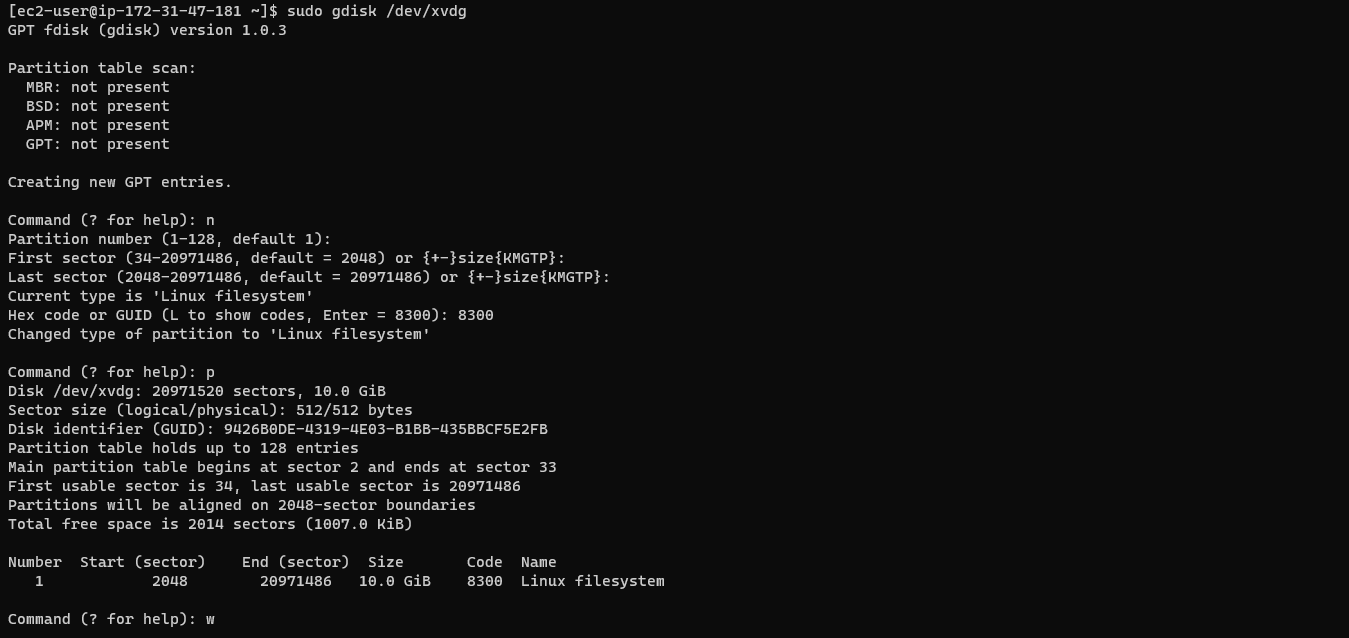 [ec2-user@ip-172-31-47-181 ~]$ sudo gdisk /dev/xvdg
GPT fdisk (gdisk) version 1.0.3
Partition table scan:
MBR: not present
BSD: not present
APM: not present
GPT: not present
Creating new GPT entries.
Command (? for help): n
Partition number (1-128, default 1):
First sector (34-20971486, default = 2048) or {+-}size{KMGTP}:
Last sector (2048-20971486, default = 20971486) or {+-}size{KMGTP}:
Current type is 'Linux filesystem'
Hex code or GUID (L to show codes, Enter = 8300): 8300
Changed type of partition to 'Linux filesystem'
Command (? for help): p
Disk /dev/xvdg: 20971520 sectors, 10.0 GiB
Sector size (logical/physical): 512/512 bytes
Disk identifier (GUID): 9426B0DE-4319-4E03-B1BB-435BBCF5E2FB
Partition table holds up to 128 entries
Main partition table begins at sector 2 and ends at sector 33
First usable sector is 34, last usable sector is 20971486
Partitions will be aligned on 2048-sector boundaries
Total free space is 2014 sectors (1007.0 KiB)
Number  Start (sector)    End (sector)  Size       Code  Name
1            2048        20971486   10.0 GiB    8300  Linux filesystem
Command (? for help): w